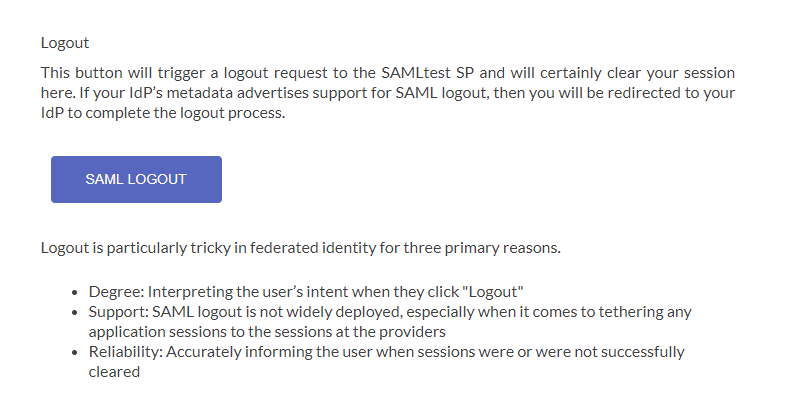 Logout
This button will trigger a logout request to the SAMLtest SP and will certainly clear your session
here. If your IdP’s metadata advertises support for SAML logout, then you will be redirected to your
IdP to complete the logout process.
SAML LOGOUT
Logout is particularly tricky in federated identity for three primary reasons.
• Degree: Interpreting the user’s intent when they click "Logout"
• Support: SAML logout is not widely deployed, especially when it comes to tethering any
application sessions to the sessions at the providers
• Reliability: Accurately informing the user when sessions were or were not successfully
cleared